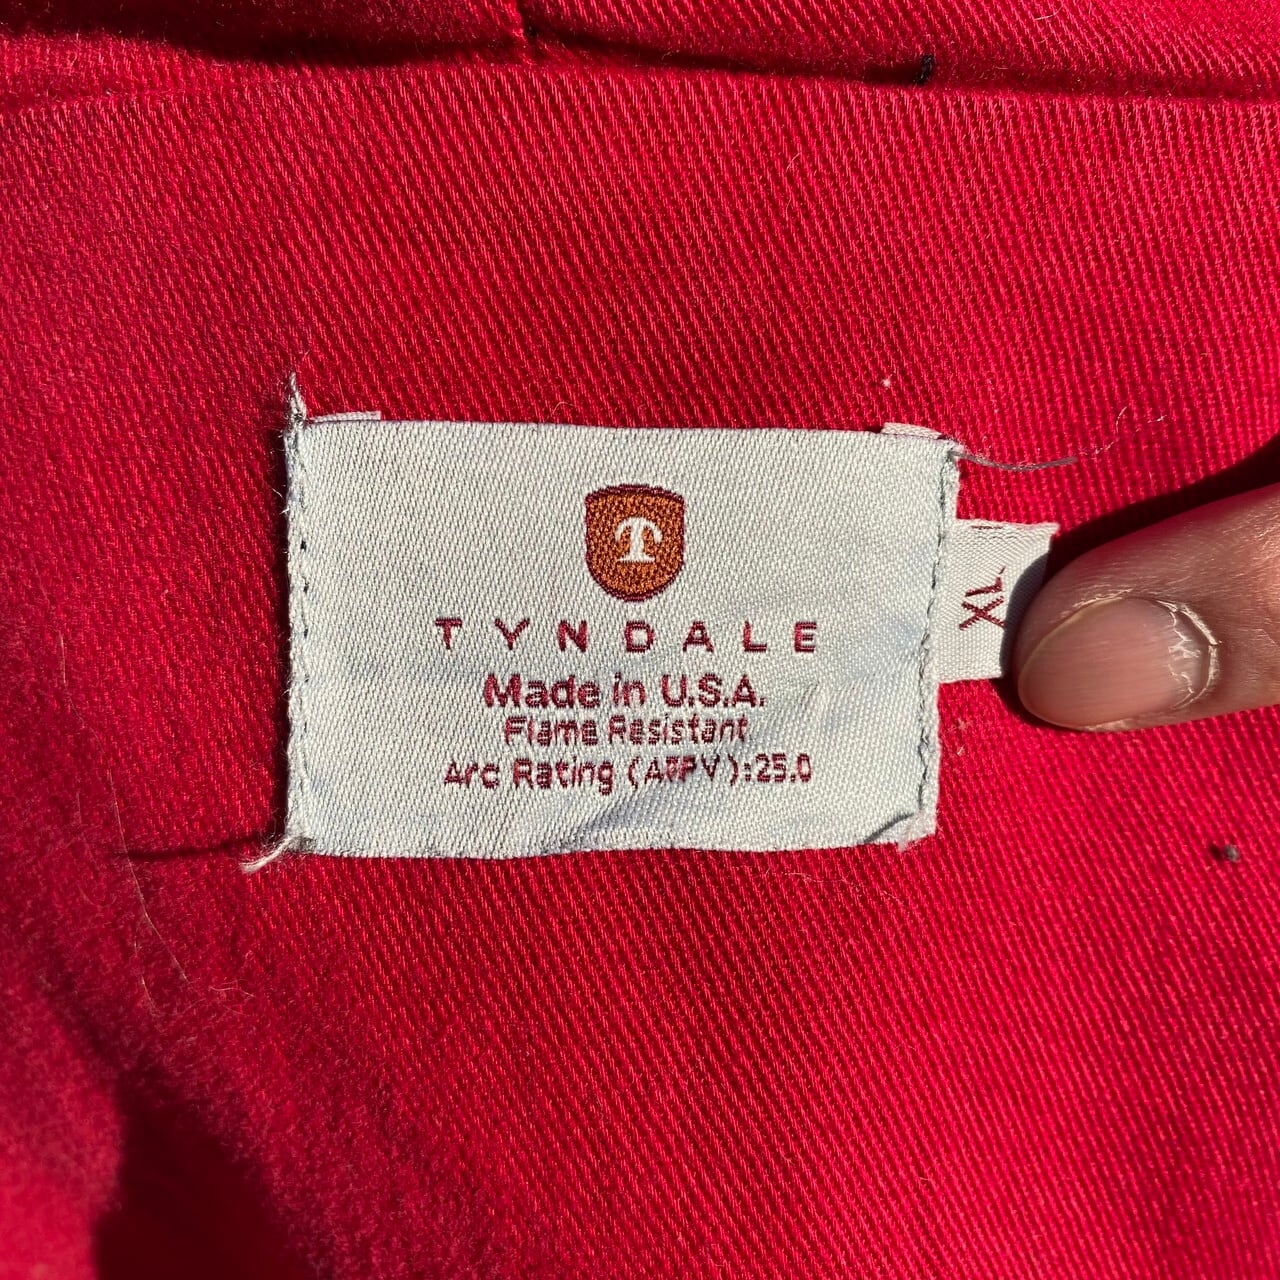 T
TYNDALE
Made in U.S.A.
Flame Resistant
Arc Rating (ATPV):25.0
XL